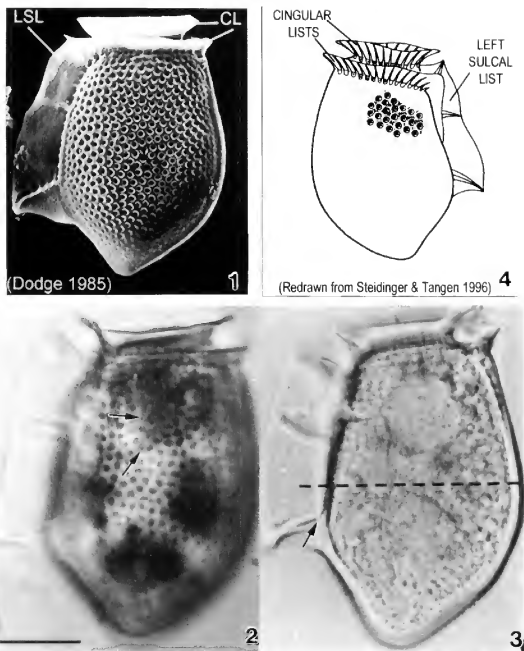 LSL
CL
(Dodge 1985)
1
CINGULAR
LISTS
LEFT
SULCAL
LIST
4
(Redrawn from Steidinger & Tangen 1996)
2
3